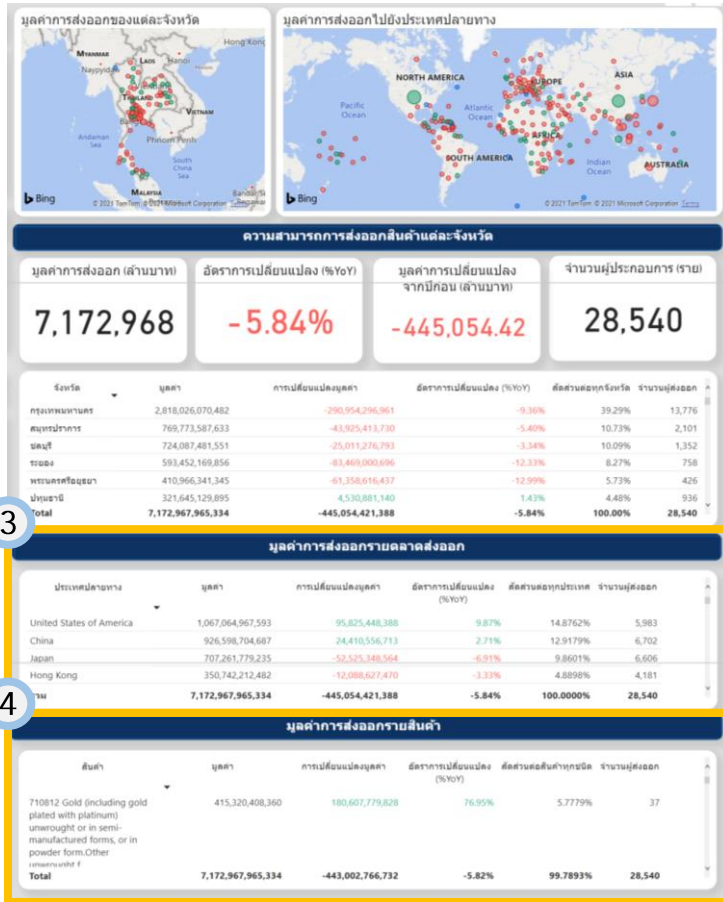 มูลค่าการส่งออกของแต่ละจังหวัด
มูลค่าการส่งออกไปยังประเทศปลายทาง
Hong Kong
MYANMAR
Hanoi
LAOS
Naypyid
THAILAND
VIETNAM
Andaman Sea
Phnom Penh
South China Sea
MALAYSIA
Bing
© 2021 TomTom © 2021 Microsoft Corporation Terms
NORTH AMERICA
EUROPE
ASIA
Pacific Ocean
Atlantic Ocean
AFRICA
SOUTH AMERICA
Indian Ocean
AUSTRALIA
Bing
© 2021 TomTom © 2021 Microsoft Corporation Terms
ความสามารถการส่งออกสินค้าแต่ละจังหวัด
มูลค่าการส่งออก (ล้านบาท)
7,172,968
อัตราการเปลี่ยนแปลง (%YoY)
-5.84%
มูลค่าการเปลี่ยนแปลง
จากปีก่อน (ล้านบาท)
-445,054.42
จำนวนผู้ประกอบการ (ราย)
28,540
จังหวัด มูลค่า การเปลี่ยนแปลงมูลค่า อัตราการเปลี่ยนแปลง (%YoY) สัดส่วนต่อทุกจังหวัด จำนวนผู้ส่งออก
กรุงเทพมหานคร 2,818,026,070,482 -290,954,296,961 -9.36% 39.29% 13,776
สมุทรปราการ 769,773,587,633 -43,925,413,730 -5.40% 10.73% 2,101
ชลบุรี 724,087,481,551 -25,011,276,793 -3.34% 10.09% 1,352
ระยอง 593,452,169,856 -83,469,000,696 -12.33% 8.27% 758
พระนครศรีอยุธยา 410,966,341,345 -61,358,616,437 -12.99% 5.73% 426
ปทุมธานี 321,645,129,895 4,530,881,140 1.43% 4.48% 936
Total 7,172,967,965,334 -445,054,421,388 -5.84% 100.00% 28,540
3
มูลค่าการส่งออกรายตลาดส่งออก
ประเทศปลายทาง มูลค่า การเปลี่ยนแปลงมูลค่า อัตราการเปลี่ยนแปลง (%YoY) สัดส่วนต่อทุกประเทศ จำนวนผู้ส่งออก
United States of America 1,067,064,967,593 95,825,448,388 9.87% 14.8762% 5,983
China 926,598,704,687 24,410,556,713 2.71% 12.9179% 6,702
Japan 707,261,779,235 -52,525,348,564 -6.91% 9.8601% 6,606
Hong Kong 350,742,212,482 -12,088,627,470 -3.33% 4.8898% 4,181
7,172,967,965,334 -445,054,421,388 -5.84% 100.0000% 28,540
4
มูลค่าการส่งออกรายสินค้า
สินค้า มูลค่า การเปลี่ยนแปลงมูลค่า อัตราการเปลี่ยนแปลง (%YoY) สัดส่วนต่อสินค้าทุกชนิด จำนวนผู้ส่งออก
710812 Gold (including gold 415,320,408,360 180,607,779,828 76.95% 5.7779% 37
plated with platinum)
unwrought or in semi-
manufactured forms, or in
powder form.Other
Total 7,172,967,965,334 -443,002,766,732 -5.82% 99.7893% 28,540